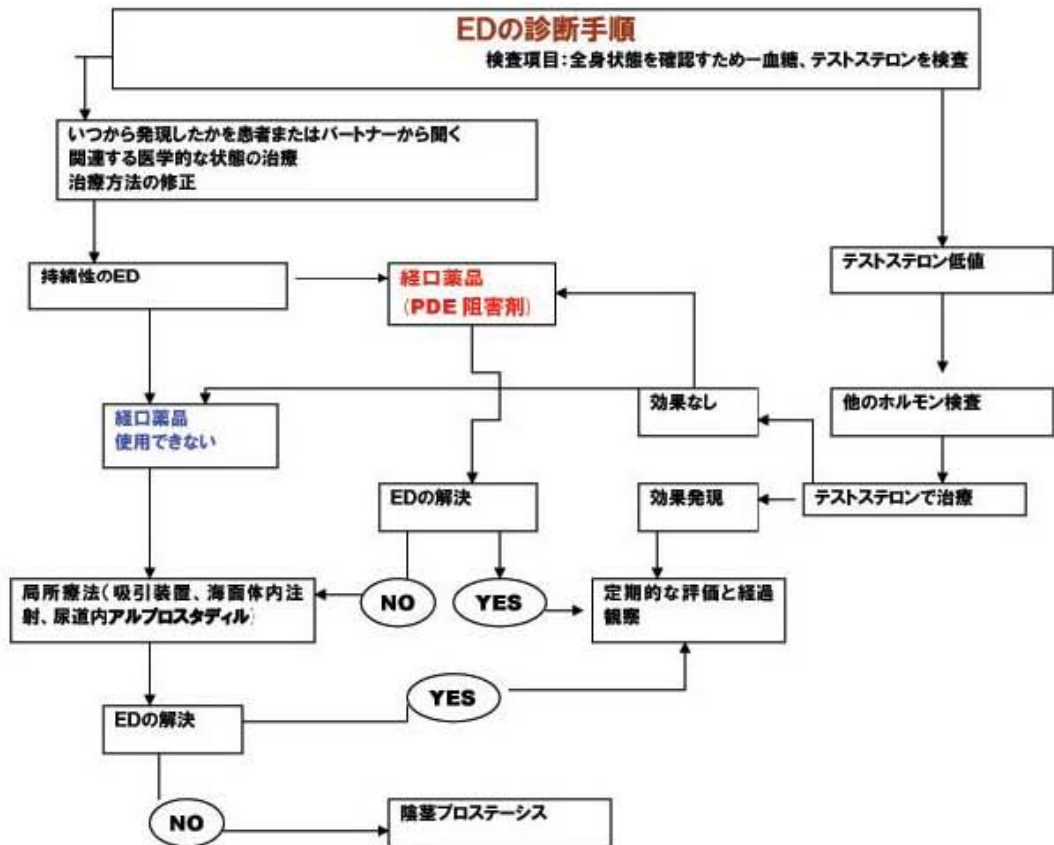 EDの診断手順
検査項目：全身状態を確認すため一血糖、テストステロンを検査
いつから発現したかを患者またはパートナーから聞く
関連する医学的な状態の治療
治療方法の修正
持続性のED
経口薬品
（PDE 阻害剤）
テストステロン低値
経口薬品
使用できない
効果なし
他のホルモン検査
EDの解決
効果発現
テストステロンで治療
局所療法（吸引装置、海面体内注
射、尿道内アルプロスタディル）
NO
YES
定期的な評価と経過
観察
EDの解決
YES
NO
陰茎プロステーシス